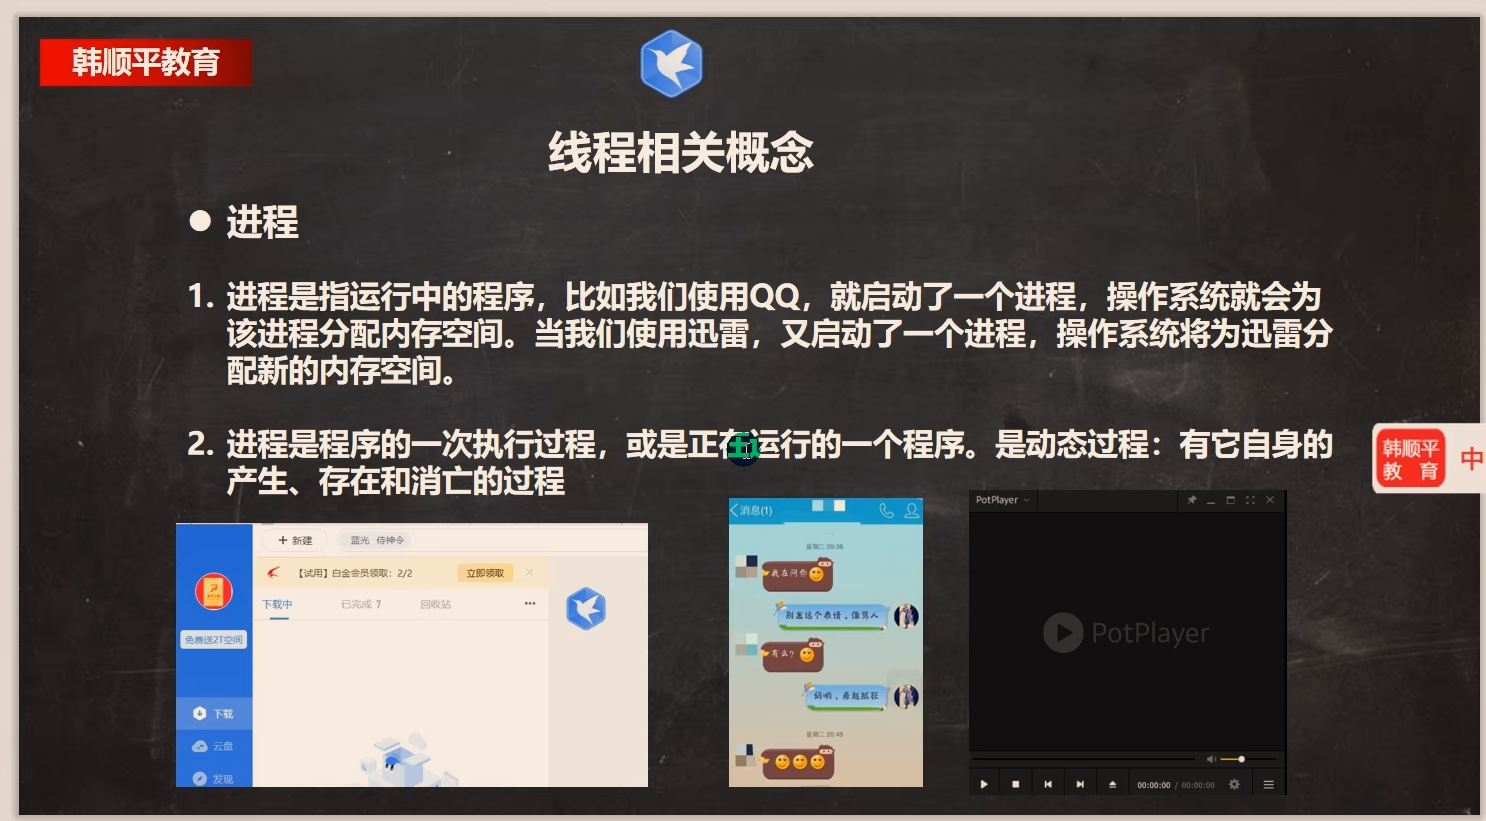 韩顺平教育
线程相关概念
● 进程
1. 进程是指运行中的程序，比如我们使用QQ，就启动了一个进程，操作系统就会为
该进程分配内存空间。当我们使用迅雷，又启动了一个进程，操作系统将为迅雷分
配新的内存空间。
2. 进程是程序的一次执行过程，或是正在运行的一个程序。是动态过程：有它自身的
产生、存在和消亡的过程
韩顺平
教 育
中
+ 新建
蓝光 侍神令
【试用】白金会员领取：2/2
立即领取
下载中
已完成 7
回收站
免费送2T空间
下载
云盘
发现
消息(1)
星期二 20:36
我在问你
别发这个表情，像骂人
有么？
妈哟，看起抓狂
星期二 20:45
PotPlayer
PotPlayer
00:00:00 / 00:00:00